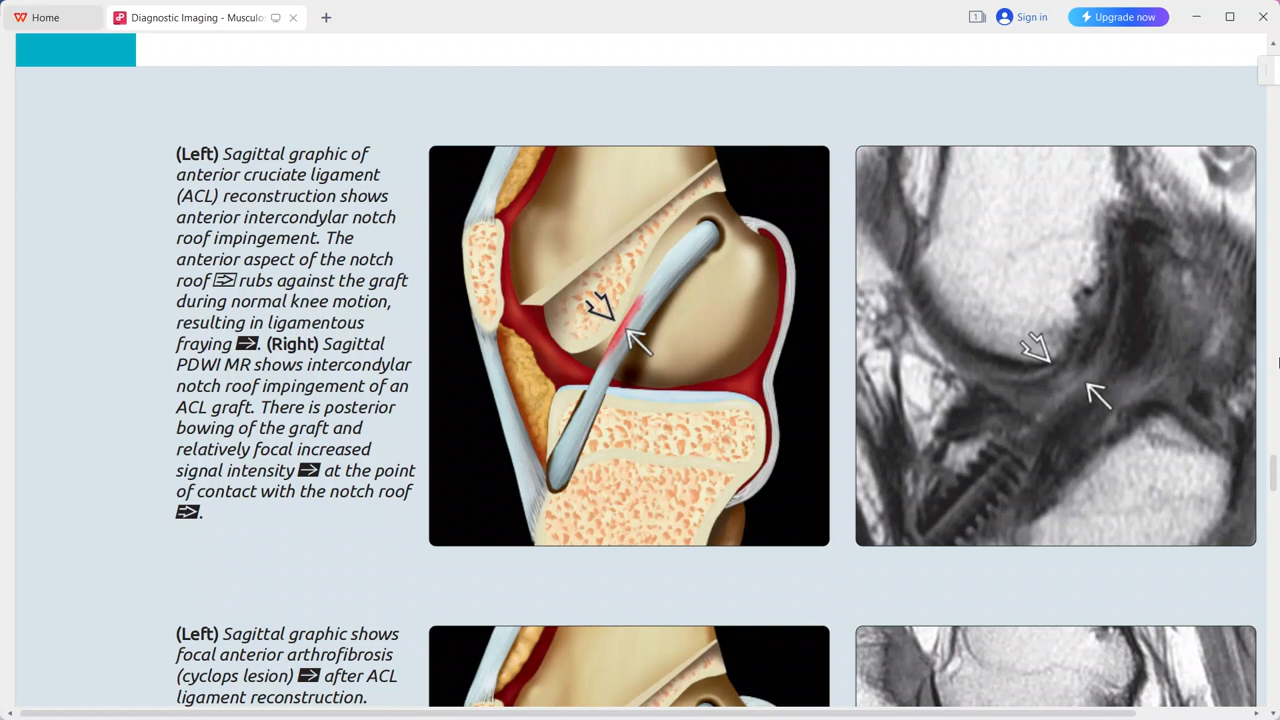 Home
Diagnostic Imaging - Musculos
1
Sign in
Upgrade now
(Left) Sagittal graphic of
anterior cruciate ligament
(ACL) reconstruction shows
anterior intercondylar notch
roof impingement. The
anterior aspect of the notch
roof rubs against the graft
during normal knee motion,
resulting in ligamentous
fraying . (Right) Sagittal
PDWI MR shows intercondylar
notch roof impingement of an
ACL graft. There is posterior
bowing of the graft and
relatively focal increased
signal intensity at the point
of contact with the notch roof
.
(Left) Sagittal graphic shows
focal anterior arthrofibrosis
(cyclops lesion) after ACL
ligament reconstruction.